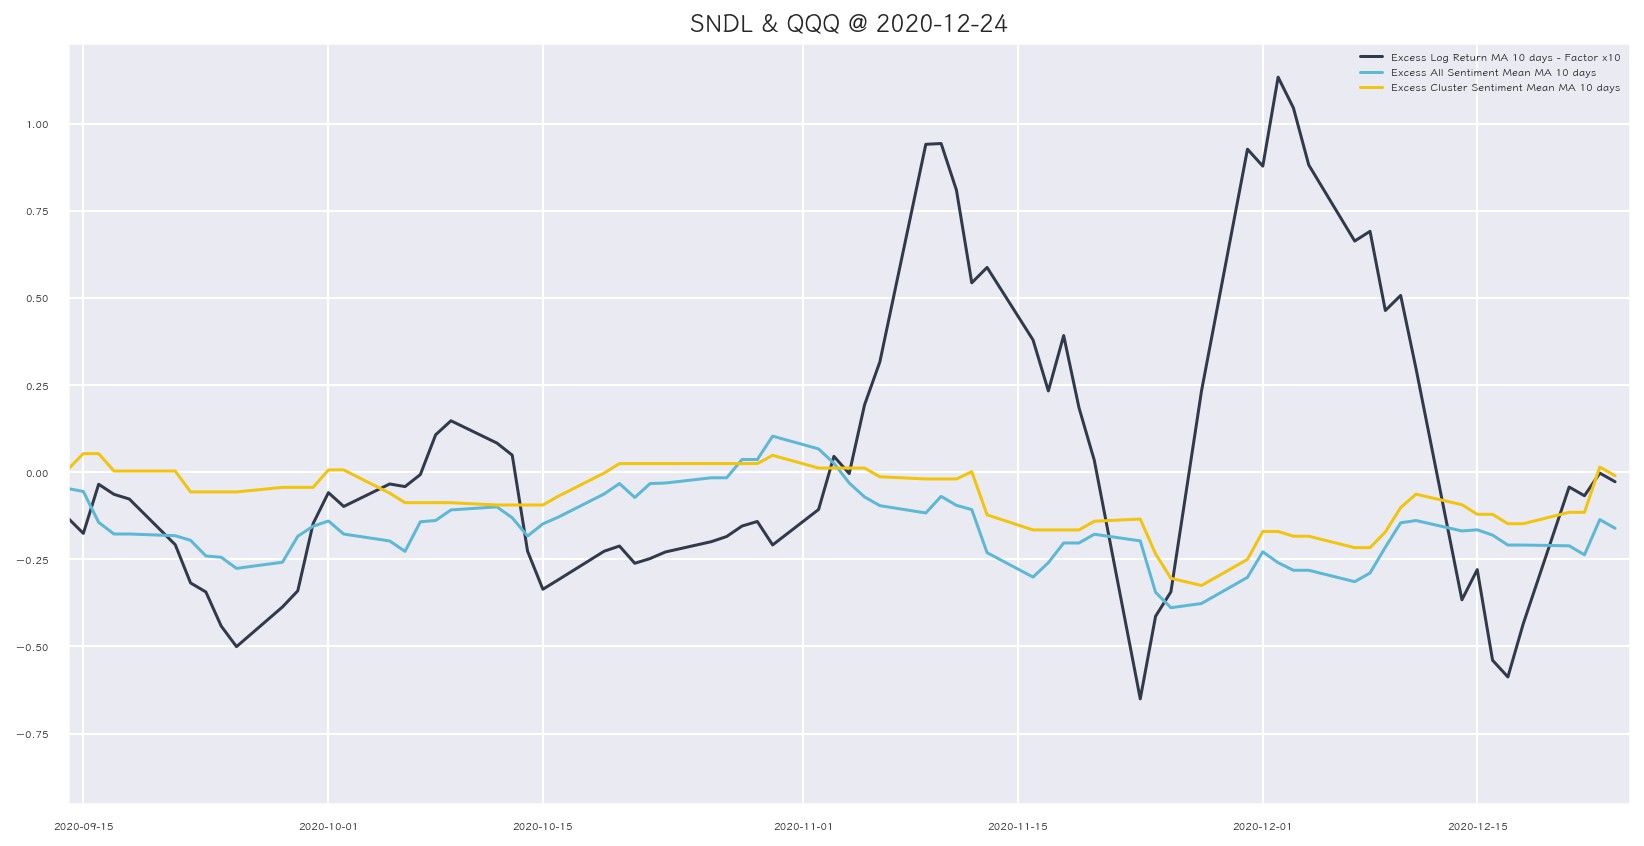 SNDL & QQQ @ 2020-12-24
Excess Log Return MA 10 days - Factor x10
Excess All Sentiment Mean MA 10 days
Excess Cluster Sentiment Mean MA 10 days
1.00
0.75
0.50
0.25
0.00
−0.25
−0.50
−0.75
2020-09-15 2020-10-01 2020-10-15 2020-11-01 2020-11-15 2020-12-01 2020-12-15